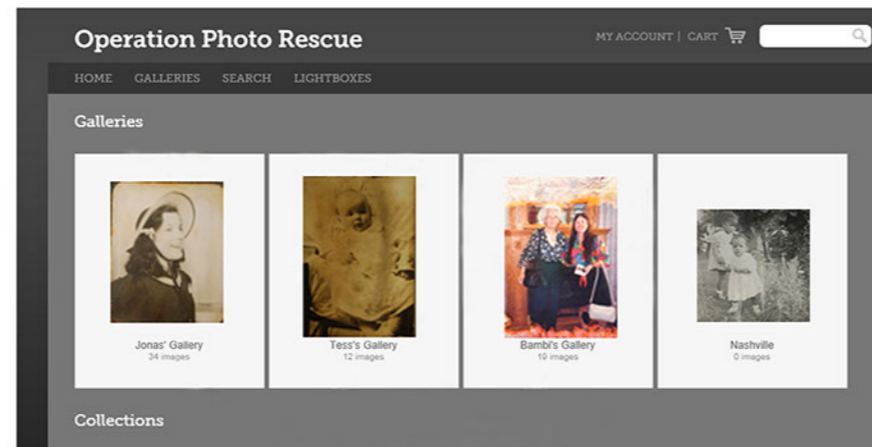 Operation Photo Rescue
MY ACCOUNT | CART
HOME GALLERIES SEARCH LIGHTBOXES
Galleries
Jonas' Gallery
34 images
Tess's Gallery
12 images
Bambi's Gallery
19 images
Nashville
0 images
Collections